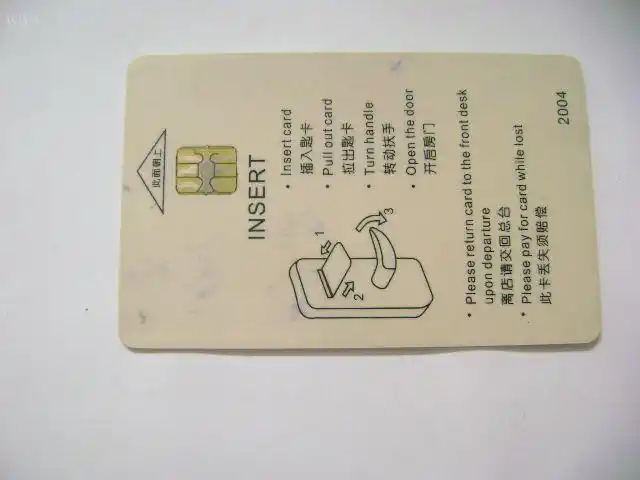 此面朝上
INSERT
• Insert card
插入匙卡
• Pull out card
拉出匙卡
• Turn handle
转动扶手
• Open the door
开启房门
1
2
3
• Please return card to the front desk
upon departure
离店请交回总台
• Please pay for card while lost
此卡丢失须赔偿
2004